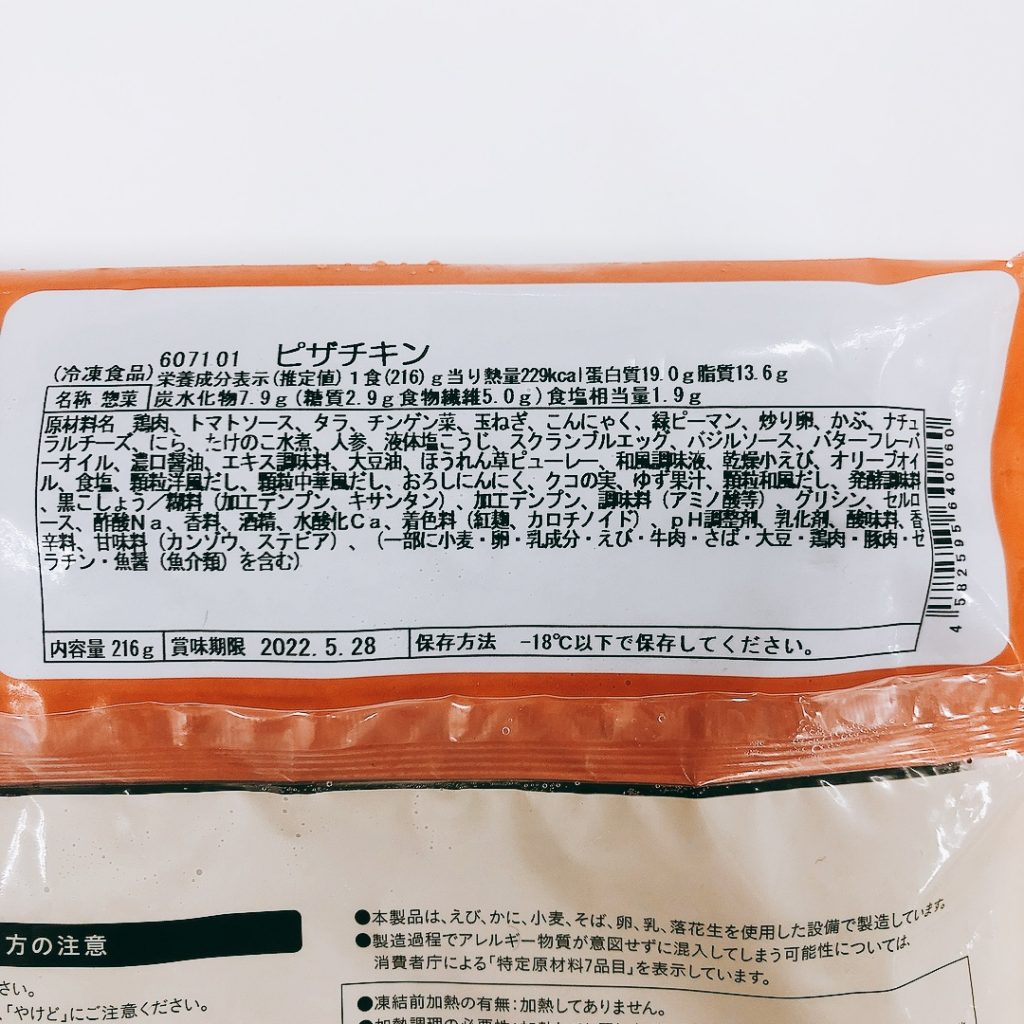 607101 ピザチキン
(冷凍食品) 栄養成分表示(推定値)1食(216)g当り熱量229kcal蛋白質19.0g脂質13.6g
名称 惣菜 炭水化物7.9g(糖質2.9g食物繊維5.0g)食塩相当量1.9g
原材料名 鶏肉、トマトソース、タラ、チンゲン菜、玉ねぎ、こんにゃく、緑ピーマン、炒り卵、かぶ、ナチュ
ラルチーズ、にら、たけのこ水煮、人参、液体塩こうじ、スクランブルエッグ、バジルソース、バターフレーバ
ーオイル、濃口醤油、エキス調味料、大豆油、ほうれん草ピューレー、和風調味液、乾燥小えび、オリーブオイ
ル、食塩、顆粒洋風だし、顆粒中華風だし、おろしにんにく、クコの実、ゆず果汁、顆粒和風だし、発酵調味料
、黒こしょう/糊料(加工デンプン、キサンタン)、加工デンプン、調味料(アミノ酸等)、グリシン、セルロ
ース、酢酸Na、香料、酒精、水酸化Ca、着色料(紅麹、カロチノイド)、pH調整剤、乳化剤、酸味料、香
辛料、甘味料(カンゾウ、ステビア)、(一部に小麦・卵・乳成分・えび・牛肉・さば・大豆・鶏肉・豚肉・ゼ
ラチン・魚醤(魚介類)を含む)
内容量 216g 賞味期限 2022.5.28 保存方法 -18℃以下で保存してください。
4582595640060
方の注意
さい。
、「やけど」にご注意ください。
●本製品は、えび、かに、小麦、そば、卵、乳、落花生を使用した設備で製造しています。
●製造過程でアレルギー物質が意図せずに混入してしまう可能性については、
消費者庁による「特定原材料7品目」を表示しています。
●凍結前加熱の有無:加熱してありません。